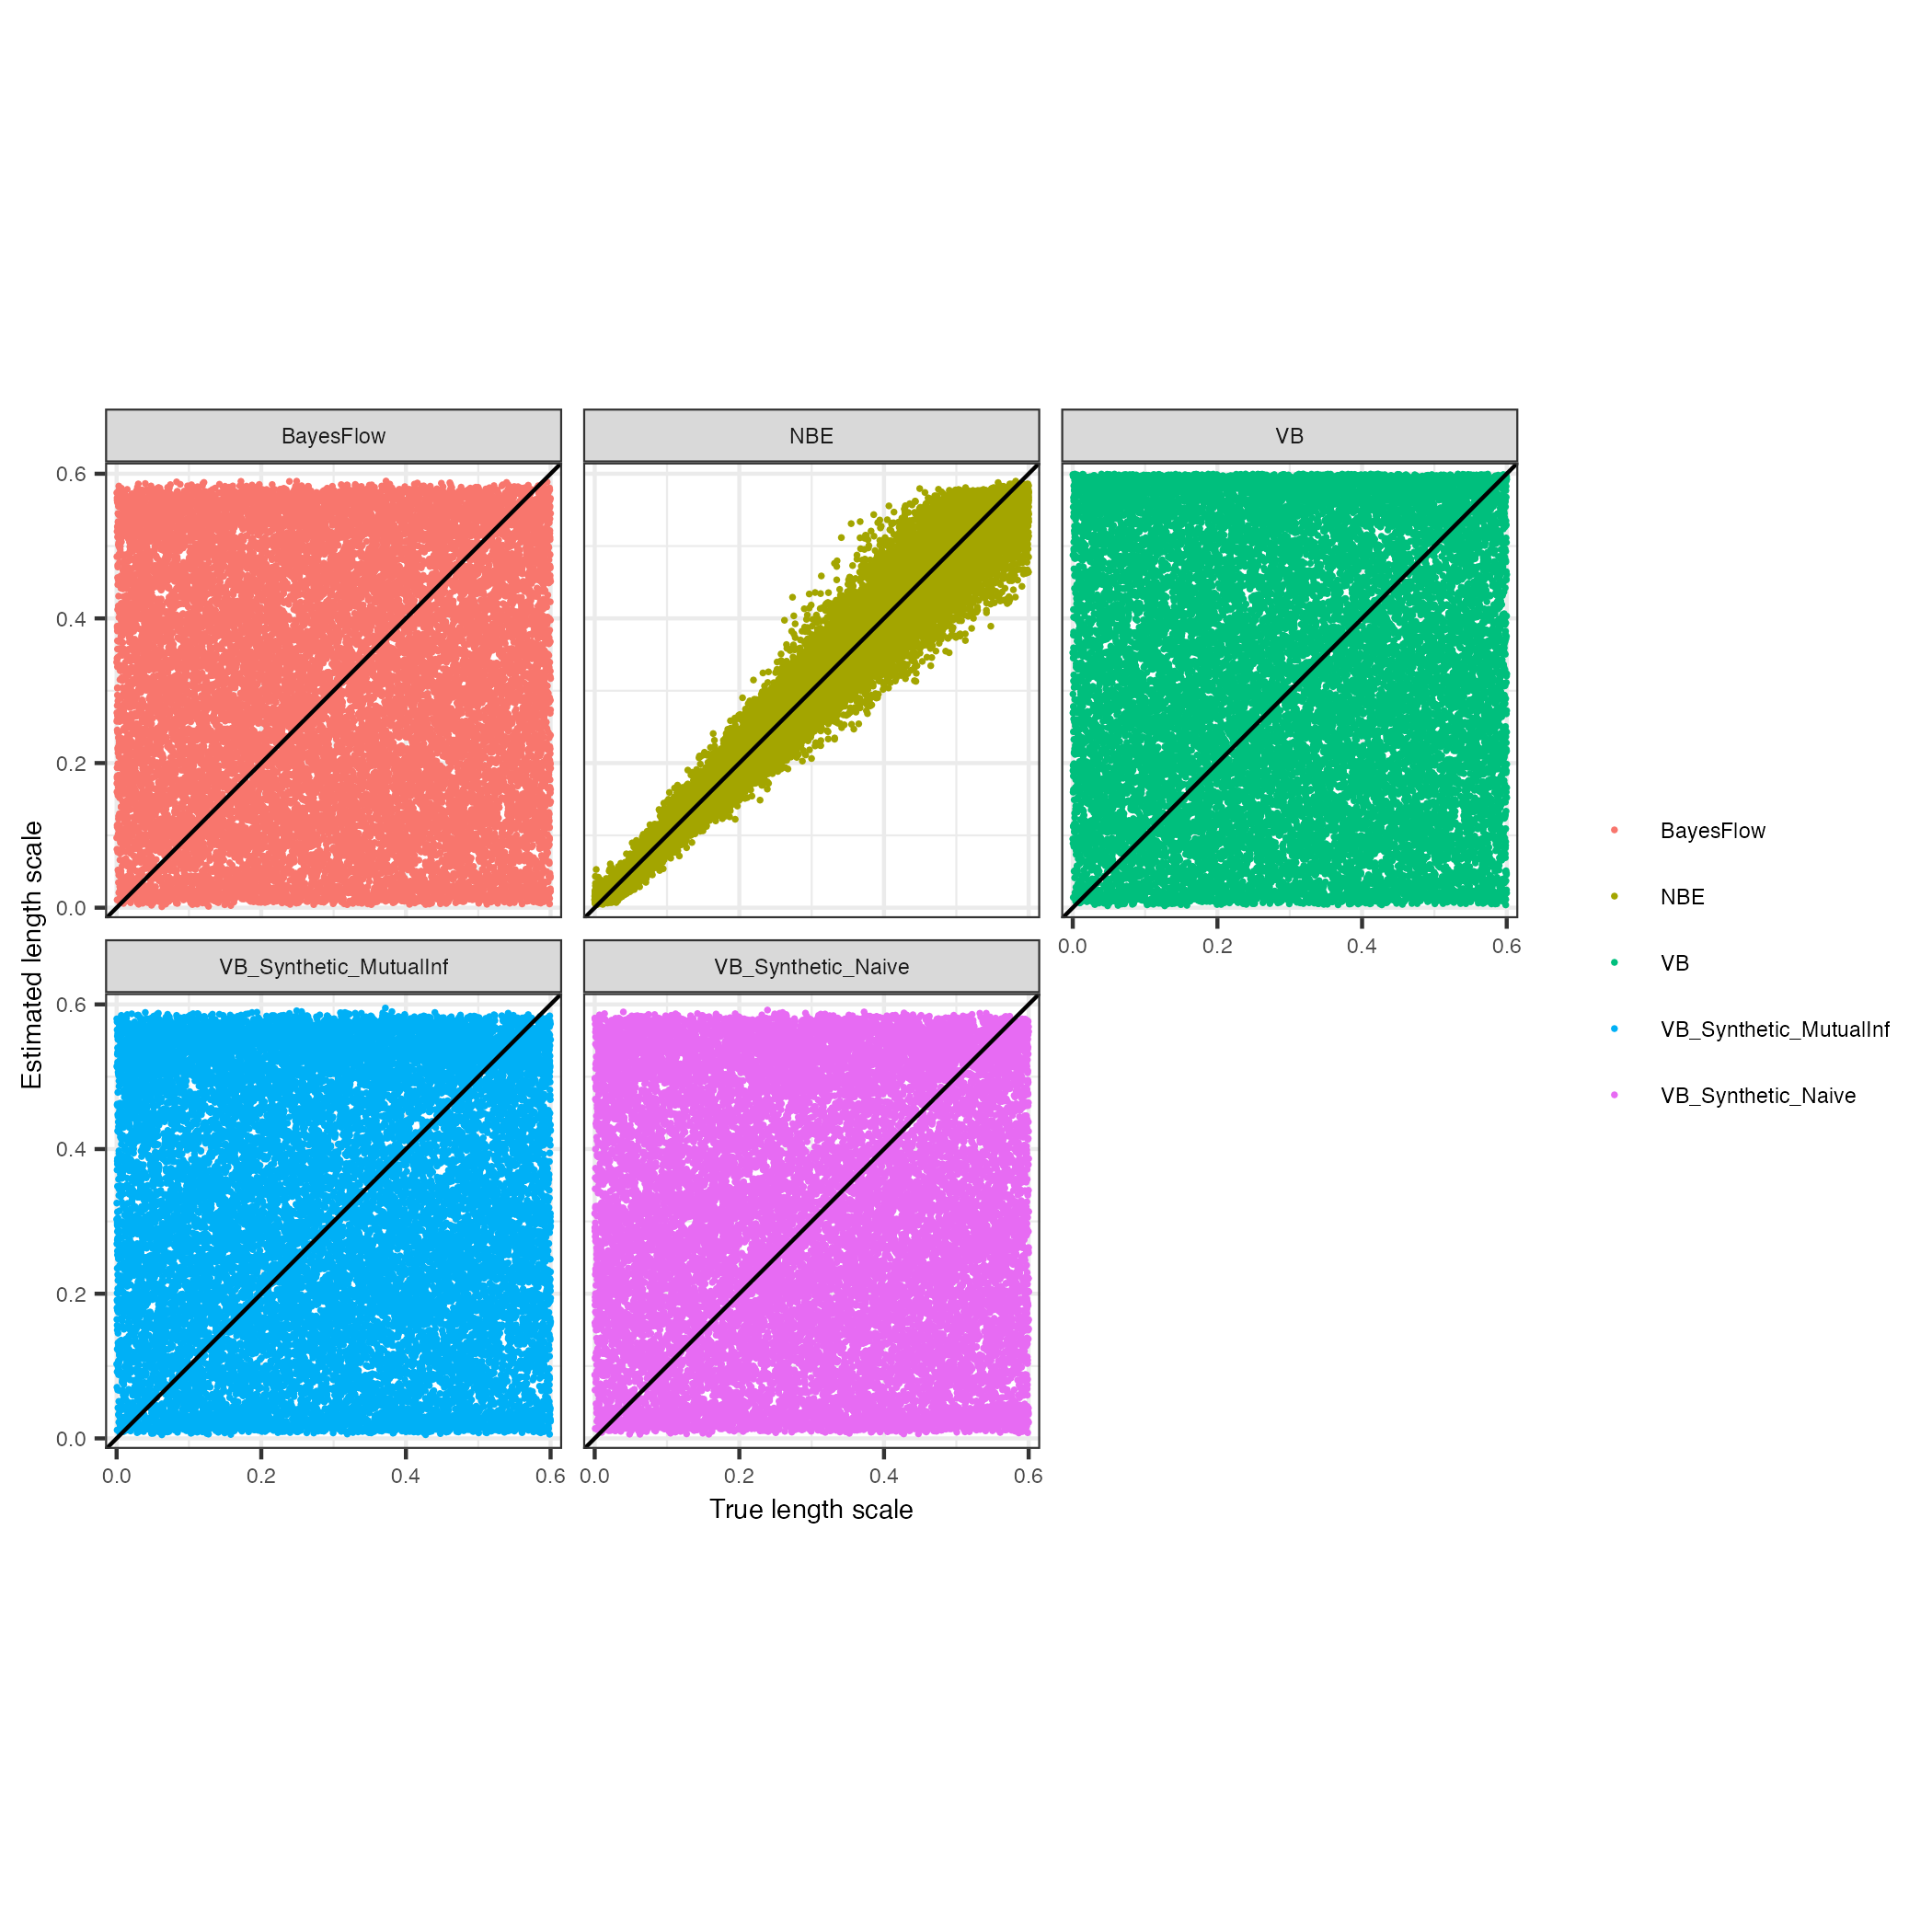 BayesFlow
NBE
VB
0.6
0.4
0.2
0.0
0.0 0.2 0.4 0.6
Estimated length scale
VB_Synthetic_MutualInf
VB_Synthetic_Naive
0.6
0.4
0.2
0.0
0.0 0.2 0.4 0.6
0.0 0.2 0.4 0.6
True length scale
BayesFlow
NBE
VB
VB_Synthetic_MutualInf
VB_Synthetic_Naive